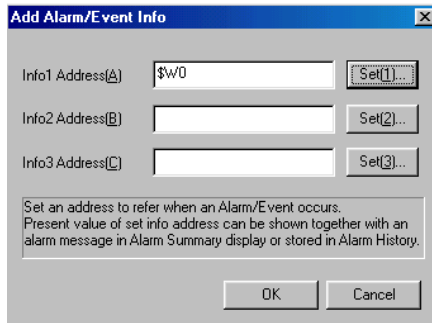 Add Alarm/Event Info
Info1 Address(A) $W0 Set(1)...
Info2 Address(B) Set(2)...
Info3 Address(C) Set(3)...
Set an address to refer when an Alarm/Event occurs.
Present value of set info address can be shown together with an
alarm message in Alarm Summary display or stored in Alarm History.
OK Cancel